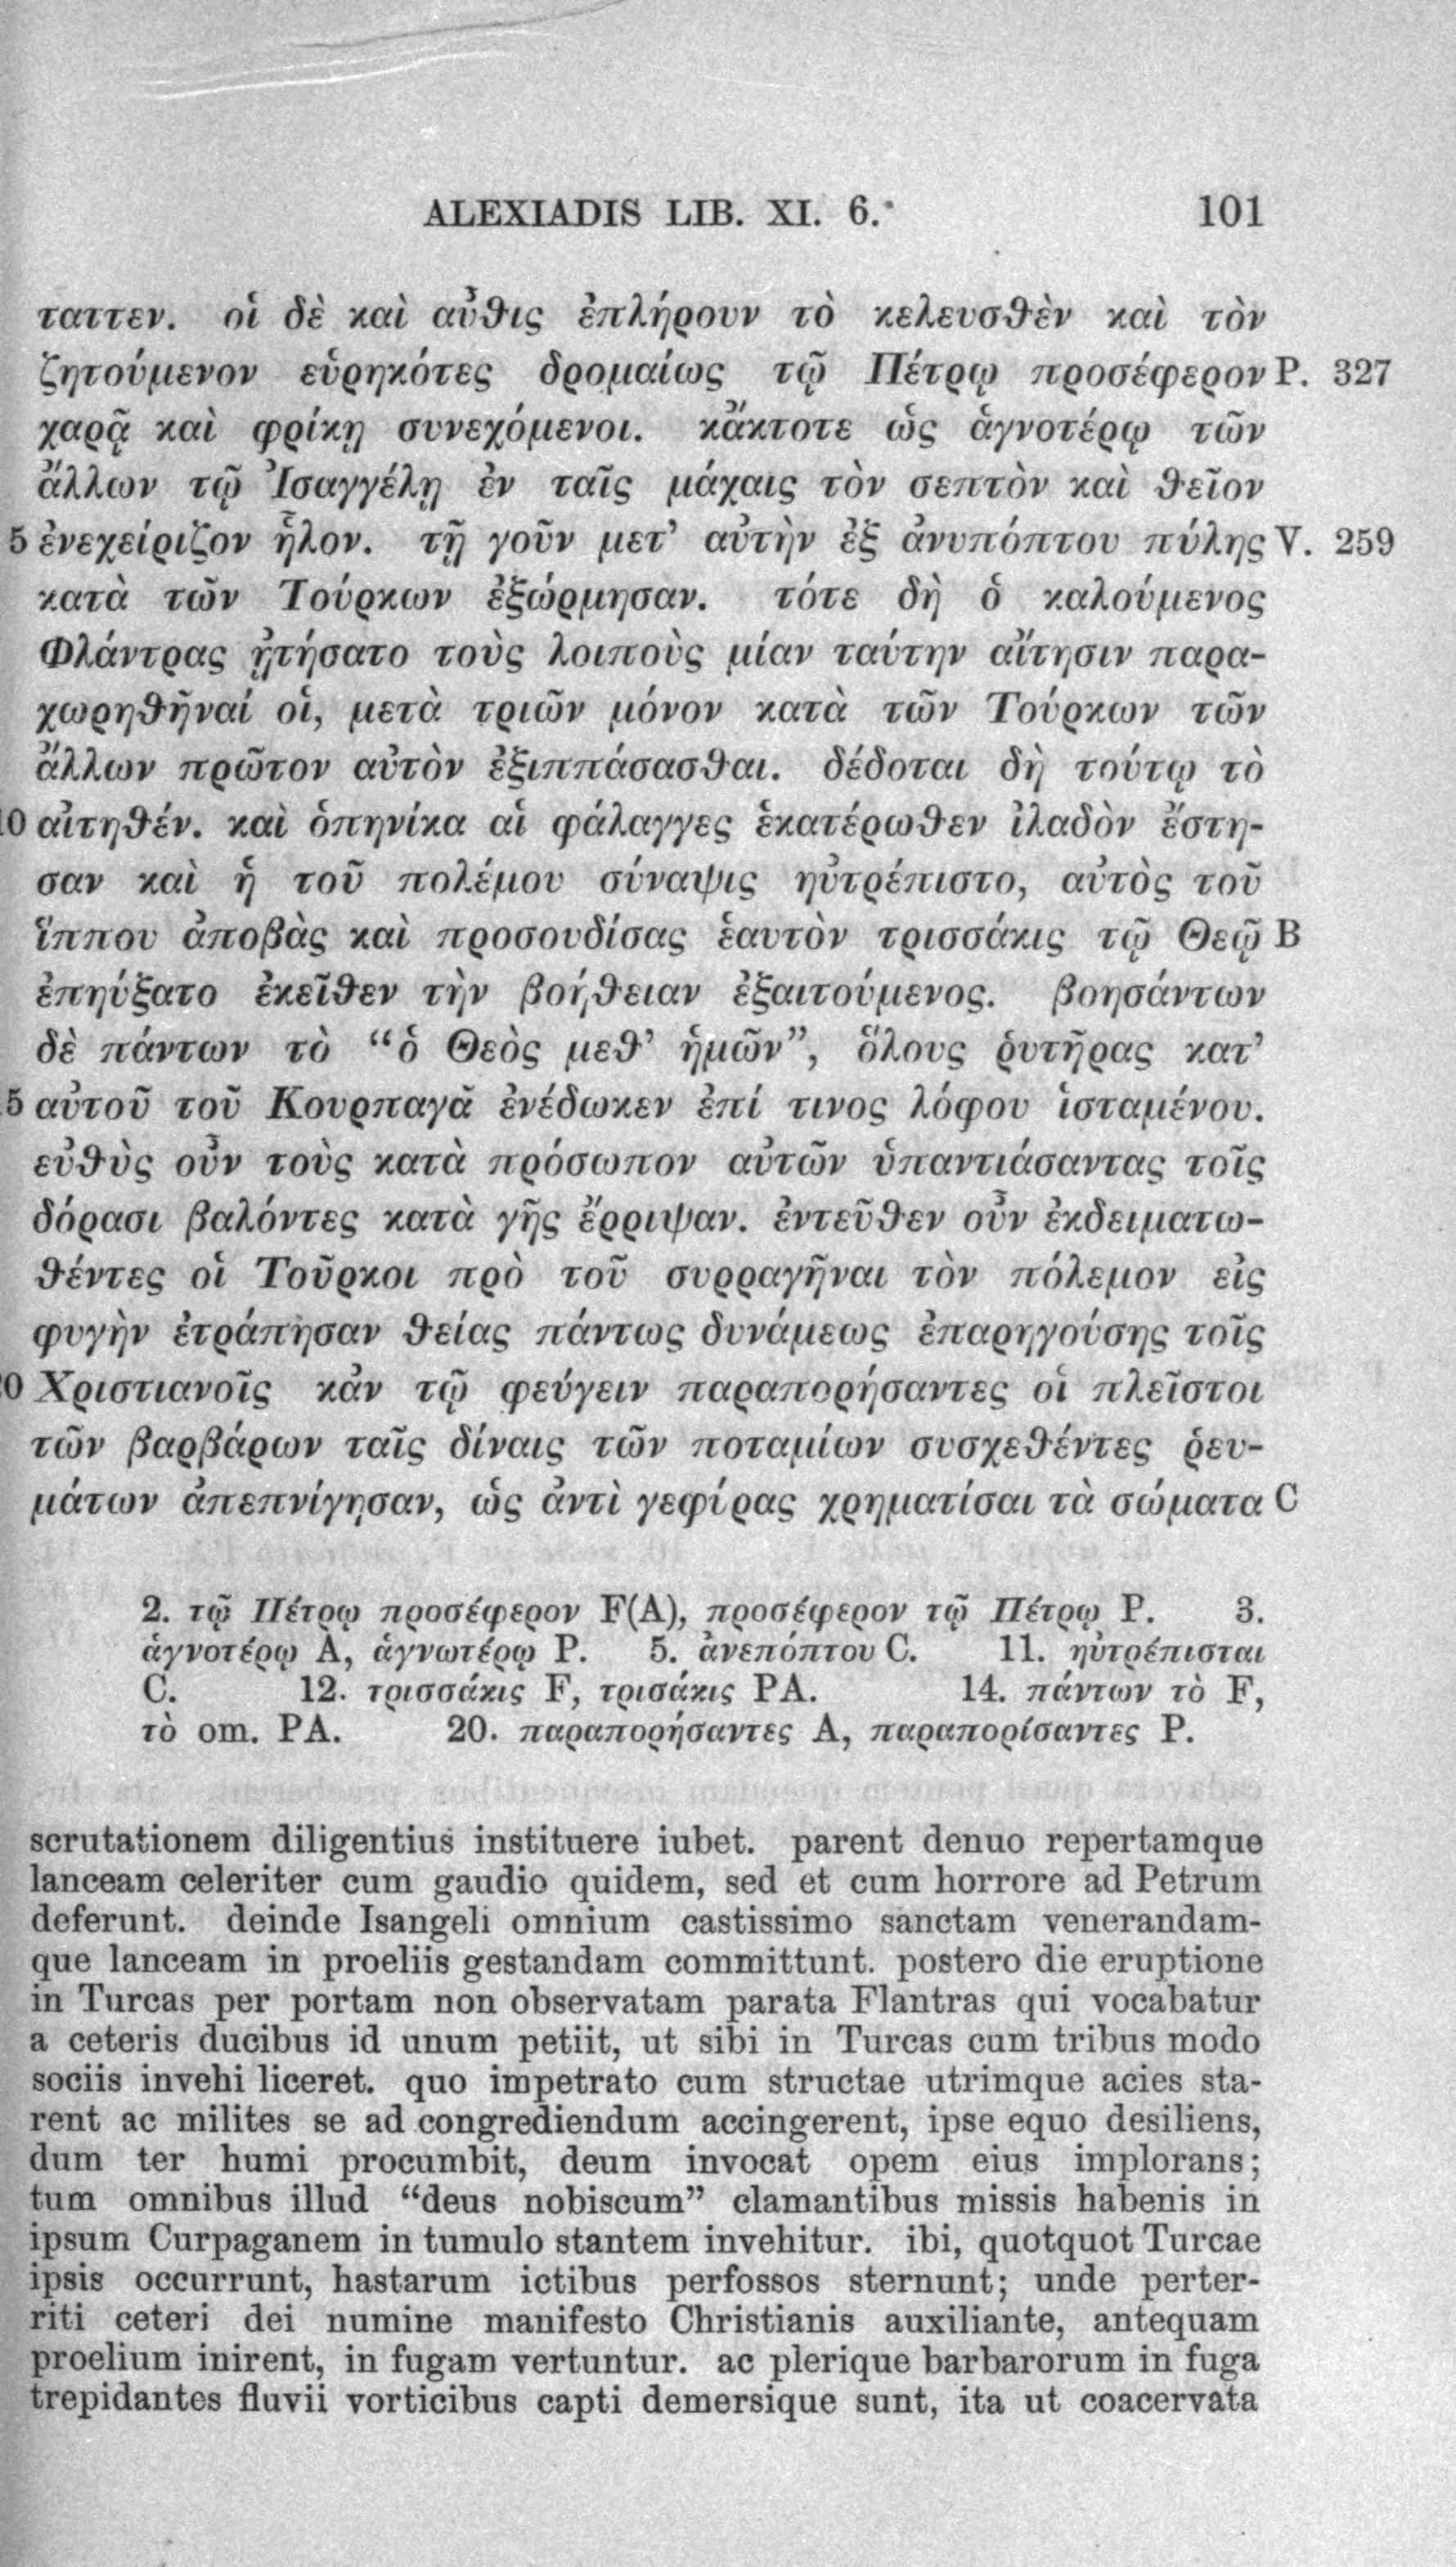 ALEXIADIS LIB. XI. 6. 101
ταττεν. οἱ δὲ καὶ αὖθις ἐπλήρουν τὸ κελευσθὲν καὶ τὸν
ζητούμενον εὑρηκότες δρομαίως τῷ Πέτρῳ προσέφερον P. 327
χαρᾷ καὶ φρίκῃ συνεχόμενοι. κἄκτοτε ὡς ἁγνοτέρῳ τῶν
ἄλλων τῷ Ἰσαγγέλῃ ἐν ταῖς μάχαις τὸν σεπτὸν καὶ θεῖον
5 ἐνεχείριζον ἧλον. τῇ γοῦν μετ’ αὐτὴν ἐξ ἀνυπόπτου πύλης V. 259
κατὰ τῶν Τούρκων ἐξώρμησαν. τότε δὴ ὁ καλούμενος
Φλάντρας ᾐτήσατο τοὺς λοιποὺς μίαν ταύτην αἴτησιν παρα-
χωρηθῆναί οἱ, μετὰ τριῶν μόνον κατὰ τῶν Τούρκων τῶν
ἄλλων πρῶτον αὐτὸν ἐξιππάσασθαι. δέδοται δὴ τούτῳ τὸ
10 αἰτηθέν. καὶ ὁπηνίκα αἱ φάλαγγες ἑκατέρωθεν ἰλαδὸν ἔστη-
σαν καὶ ἡ τοῦ πολέμου σύναψις ηὐτρέπιστο, αὐτὸς τοῦ
ἵππου ἀποβὰς καὶ προσουδίσας ἑαυτὸν τρισσάκις τῷ Θεῷ B
ἐπηύξατο ἐκεῖθεν τὴν βοήθειαν ἐξαιτούμενος. βοησάντων
δὲ πάντων τὸ “ὁ Θεὸς μεθ’ ἡμῶν”, ὅλους ῥυτῆρας κατ’
5 αὐτοῦ τοῦ Κουρπαγᾶ ἐνέδωκεν ἐπί τινος λόφου ἱσταμένου.
εὐθὺς οὖν τοὺς κατὰ πρόσωπον αὐτῶν ὑπαντιάσαντας τοῖς
δόρασι βαλόντες κατὰ γῆς ἔρριψαν. ἐντεῦθεν οὖν ἐκδειματω-
θέντες οἱ Τοῦρκοι πρὸ τοῦ συρραγῆναι τὸν πόλεμον εἰς
φυγὴν ἐτράπησαν θείας πάντως δυνάμεως ἐπαρηγούσης τοῖς
0 Χριστιανοῖς κἀν τῷ φεύγειν παραπορήσαντες οἱ πλεῖστοι
τῶν βαρβάρων ταῖς δίναις τῶν ποταμίων συσχεθέντες ῥευ-
μάτων ἀπεπνίγησαν, ὡς ἀντὶ γεφύρας χρηματίσαι τὰ σώματα C
2. τῷ Πέτρῳ προσέφερον F(A), προσέφερον τῷ Πέτρῳ P. 3.
ἁγνοτέρῳ A, ἁγνωτέρῳ P. 5. ἀνεπόπτου C. 11. ηὐτρέπισται
C. 12. τρισσάκις F, τρισάκις PA. 14. πάντων τὸ F,
τὸ om. PA. 20. παραπορήσαντες A, παραπορίσαντες P.
scrutationem diligentius instituere iubet. parent denuo repertamque
lanceam celeriter cum gaudio quidem, sed et cum horrore ad Petrum
deferunt. deinde Isangeli omnium castissimo sanctam venerandam-
que lanceam in proeliis gestandam committunt. postero die eruptione
in Turcas per portam non observatam parata Flantras qui vocabatur
a ceteris ducibus id unum petiit, ut sibi in Turcas cum tribus modo
sociis invehi liceret. quo impetrato cum structae utrimque acies sta-
rent ac milites se ad congrediendum accingerent, ipse equo desiliens,
dum ter humi procumbit, deum invocat opem eius implorans;
tum omnibus illud “deus nobiscum” clamantibus missis habenis in
ipsum Curpaganem in tumulo stantem invehitur. ibi, quotquot Turcae
ipsis occurrunt, hastarum ictibus perfossos sternunt; unde perter-
riti ceteri dei numine manifesto Christianis auxiliante, antequam
proelium inirent, in fugam vertuntur. ac plerique barbarorum in fuga
trepidantes fluvii vorticibus capti demersique sunt, ita ut coacervata